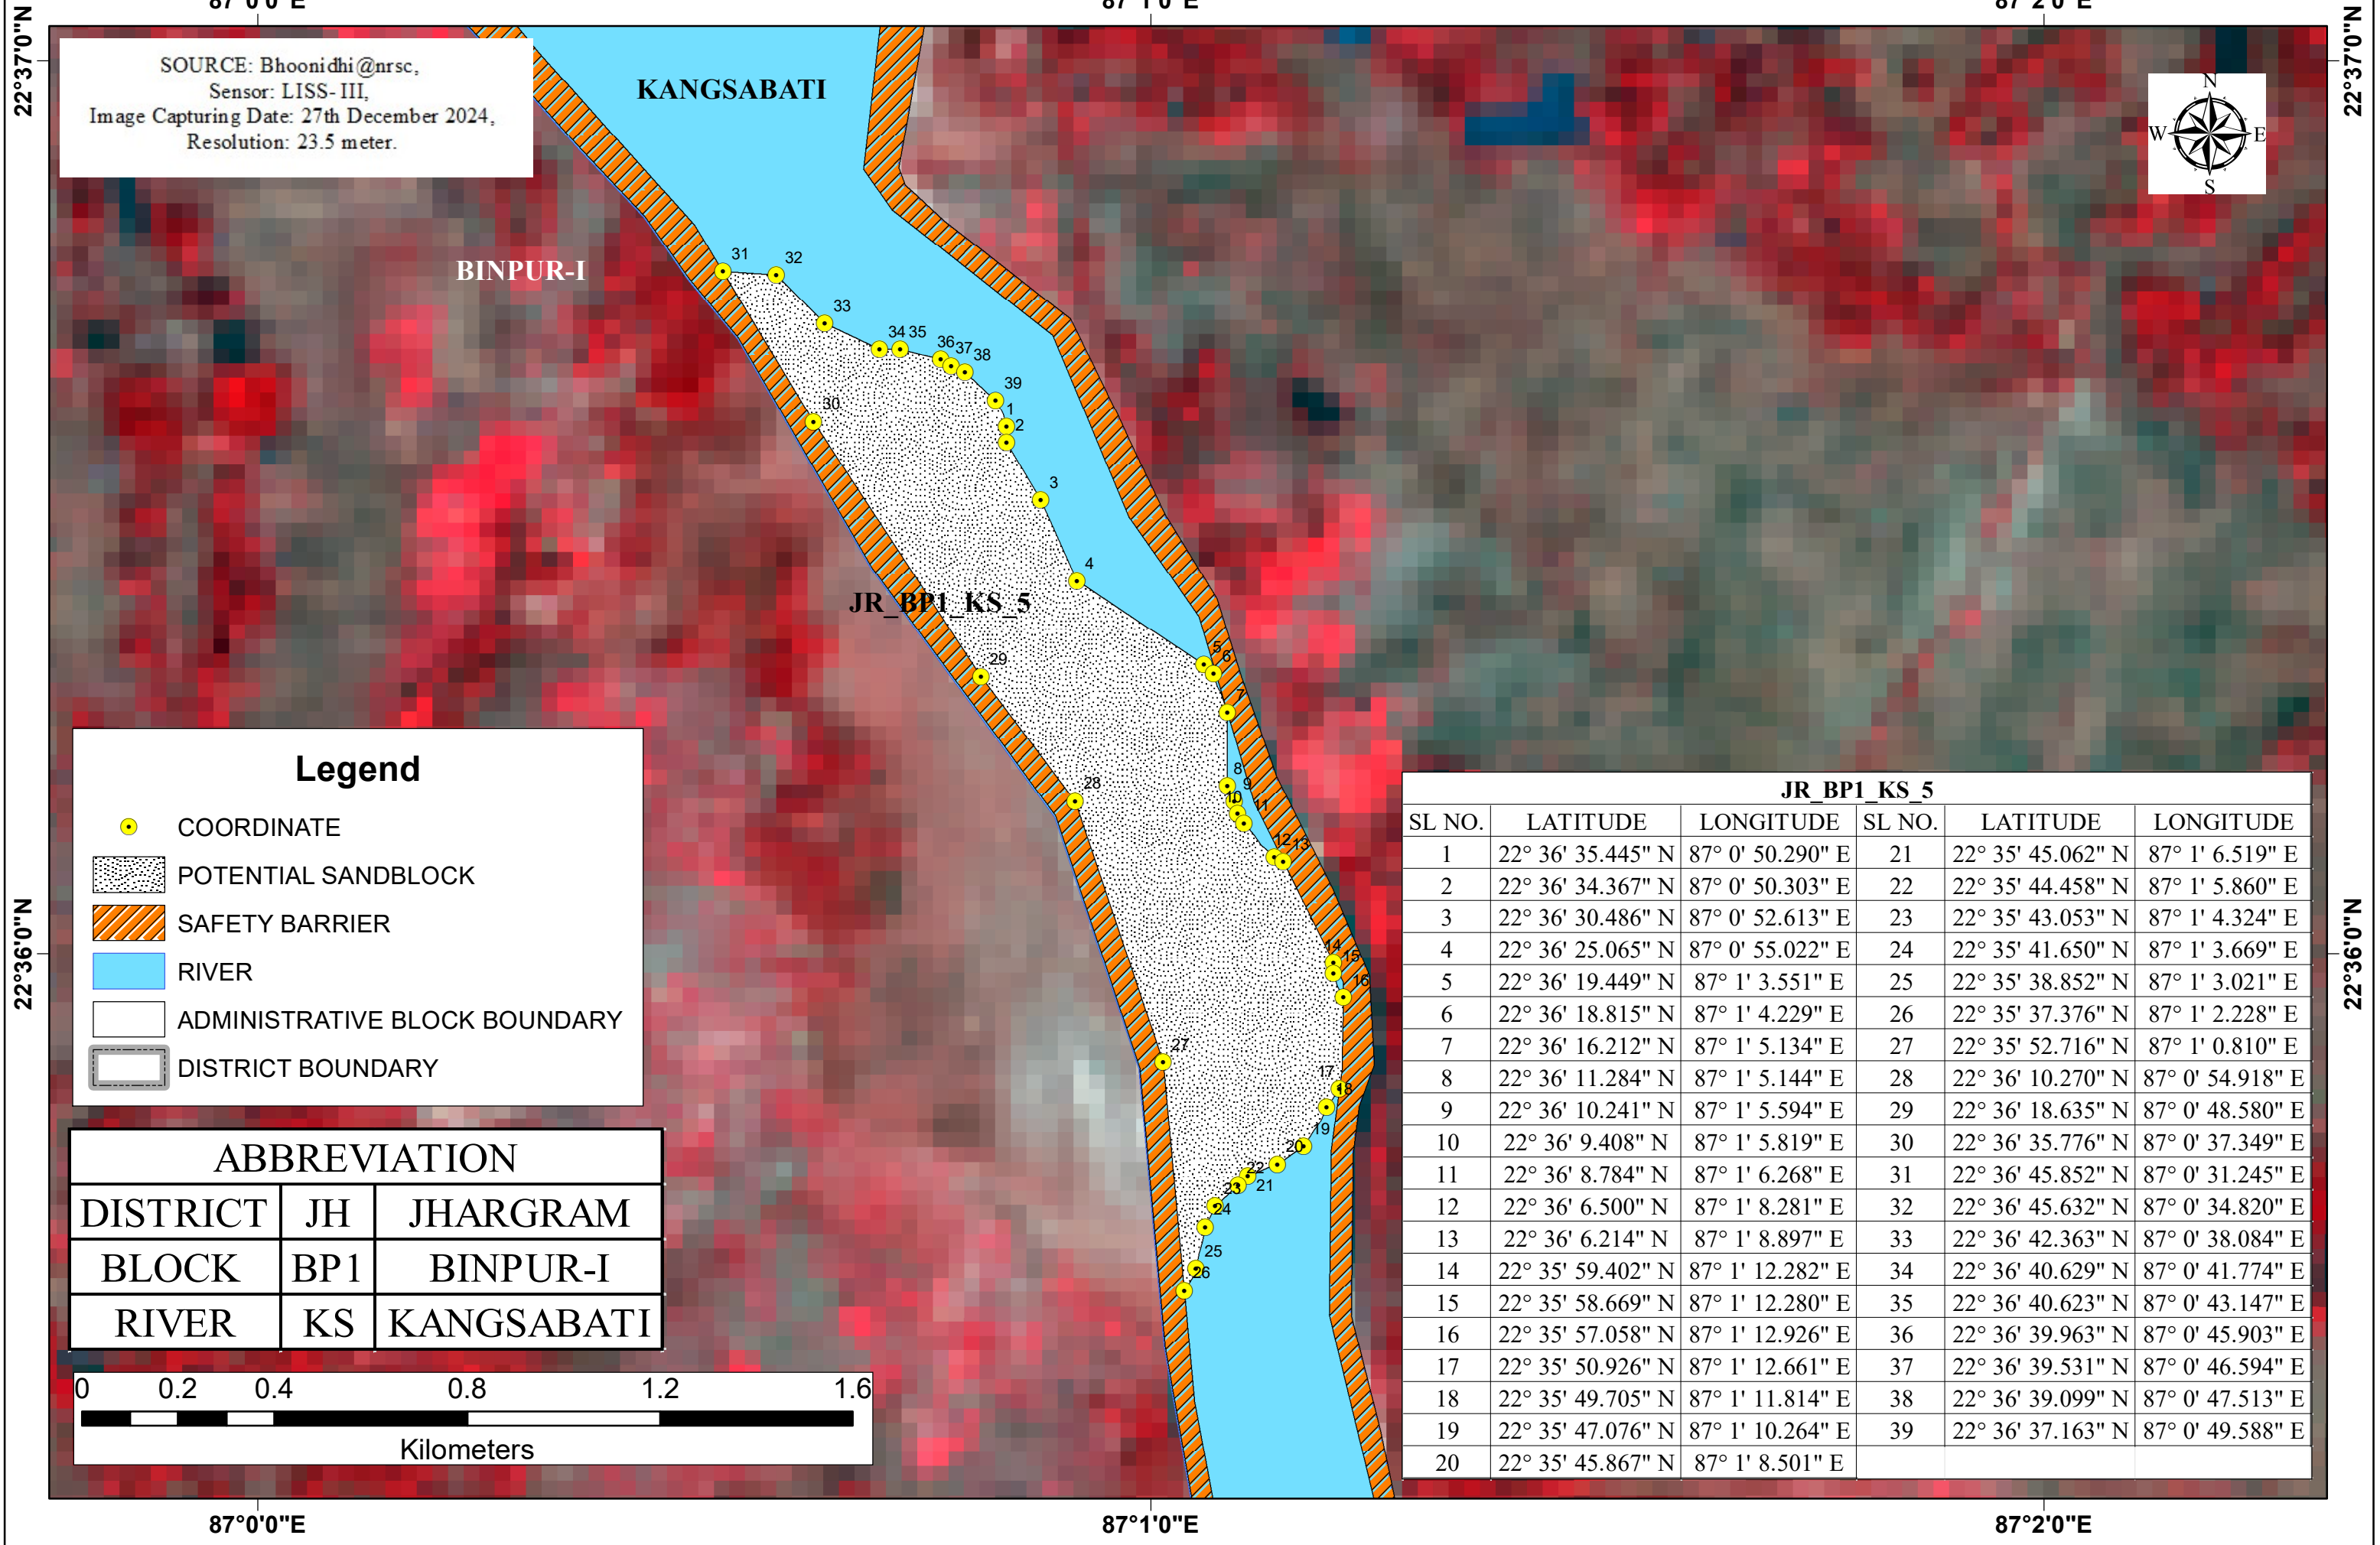 87°0'0"E 87°1'0"E 87°2'0"E
22°37'0"N 22°37'0"N
SOURCE: Bhoonidhi@nrsc,
Sensor: LISS-III,
Image Capturing Date: 27th December 2024,
Resolution: 23.5 meter.
KANGSABATI
N
W E
S
BINPUR-I
31 32
33
34 35
36 37 38
39
30
1
2
3
4
JR_BP1_KS_5
5
6
29
7
8
28
9
10 11
12 13
14
15
16
27
17
18
19
20
22
21
23
24
25
26
Legend
COORDINATE
POTENTIAL SANDBLOCK
SAFETY BARRIER
RIVER
ADMINISTRATIVE BLOCK BOUNDARY
DISTRICT BOUNDARY
22°36'0"N 22°36'0"N
ABBREVIATION
DISTRICT JH JHARGRAM
BLOCK BP1 BINPUR-I
RIVER KS KANGSABATI
0 0.2 0.4 0.8 1.2 1.6
Kilometers
JR_BP1_KS_5
SL NO. LATITUDE LONGITUDE SL NO. LATITUDE LONGITUDE
1 22° 36' 35.445" N 87° 0' 50.290" E 21 22° 35' 45.062" N 87° 1' 6.519" E
2 22° 36' 34.367" N 87° 0' 50.303" E 22 22° 35' 44.458" N 87° 1' 5.860" E
3 22° 36' 30.486" N 87° 0' 52.613" E 23 22° 35' 43.053" N 87° 1' 4.324" E
4 22° 36' 25.065" N 87° 0' 55.022" E 24 22° 35' 41.650" N 87° 1' 3.669" E
5 22° 36' 19.449" N 87° 1' 3.551" E 25 22° 35' 38.852" N 87° 1' 3.021" E
6 22° 36' 18.815" N 87° 1' 4.229" E 26 22° 35' 37.376" N 87° 1' 2.228" E
7 22° 36' 16.212" N 87° 1' 5.134" E 27 22° 35' 52.716" N 87° 1' 0.810" E
8 22° 36' 11.284" N 87° 1' 5.144" E 28 22° 36' 10.270" N 87° 0' 54.918" E
9 22° 36' 10.241" N 87° 1' 5.594" E 29 22° 36' 18.635" N 87° 0' 48.580" E
10 22° 36' 9.408" N 87° 1' 5.819" E 30 22° 36' 35.776" N 87° 0' 37.349" E
11 22° 36' 8.784" N 87° 1' 6.268" E 31 22° 36' 45.852" N 87° 0' 31.245" E
12 22° 36' 6.500" N 87° 1' 8.281" E 32 22° 36' 45.632" N 87° 0' 34.820" E
13 22° 36' 6.214" N 87° 1' 8.897" E 33 22° 36' 42.363" N 87° 0' 38.084" E
14 22° 35' 59.402" N 87° 1' 12.282" E 34 22° 36' 40.629" N 87° 0' 41.774" E
15 22° 35' 58.669" N 87° 1' 12.280" E 35 22° 36' 40.623" N 87° 0' 43.147" E
16 22° 35' 57.058" N 87° 1' 12.926" E 36 22° 36' 39.963" N 87° 0' 45.903" E
17 22° 35' 50.926" N 87° 1' 12.661" E 37 22° 36' 39.531" N 87° 0' 46.594" E
18 22° 35' 49.705" N 87° 1' 11.814" E 38 22° 36' 39.099" N 87° 0' 47.513" E
19 22° 35' 47.076" N 87° 1' 10.264" E 39 22° 36' 37.163" N 87° 0' 49.588" E
20 22° 35' 45.867" N 87° 1' 8.501" E
87°0'0"E 87°1'0"E 87°2'0"E